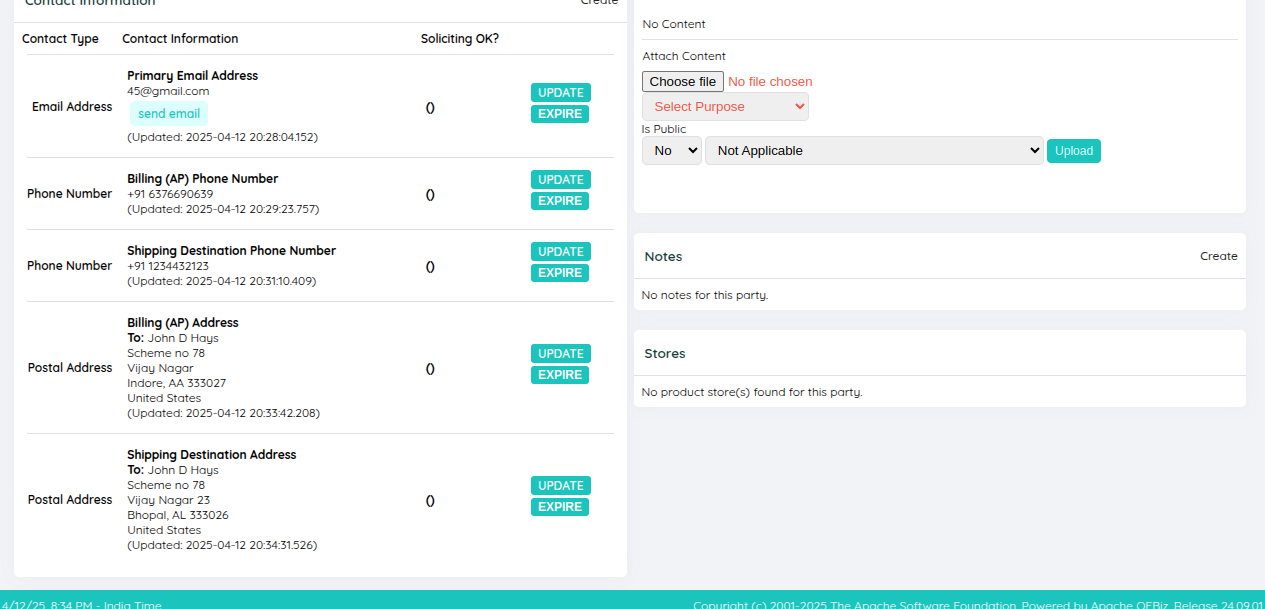 Contact Information
Create
Contact Type Contact Information Soliciting OK?
Email Address
Primary Email Address
45@gmail.com
send email
(Updated: 2025-04-12 20:28:04.152)
()
UPDATE
EXPIRE
Phone Number
Billing (AP) Phone Number
+91 6376690639
(Updated: 2025-04-12 20:29:23.757)
()
UPDATE
EXPIRE
Phone Number
Shipping Destination Phone Number
+91 1234432123
(Updated: 2025-04-12 20:31:10.409)
()
UPDATE
EXPIRE
Postal Address
Billing (AP) Address
To: John D Hays
Scheme no 78
Vijay Nagar
Indore, AA 333027
United States
(Updated: 2025-04-12 20:33:42.208)
()
UPDATE
EXPIRE
Postal Address
Shipping Destination Address
To: John D Hays
Scheme no 78
Vijay Nagar 23
Bhopal, AL 333026
United States
(Updated: 2025-04-12 20:34:31.526)
()
UPDATE
EXPIRE
No Content
Attach Content
Choose file No file chosen
Select Purpose
Is Public
No Not Applicable Upload
Notes Create
No notes for this party.
Stores
No product store(s) found for this party.
4/12/25, 8:34 PM - India Time
Copyright (c) 2001-2025 The Apache Software Foundation. Powered by Apache OFBiz. Release 24.09.01